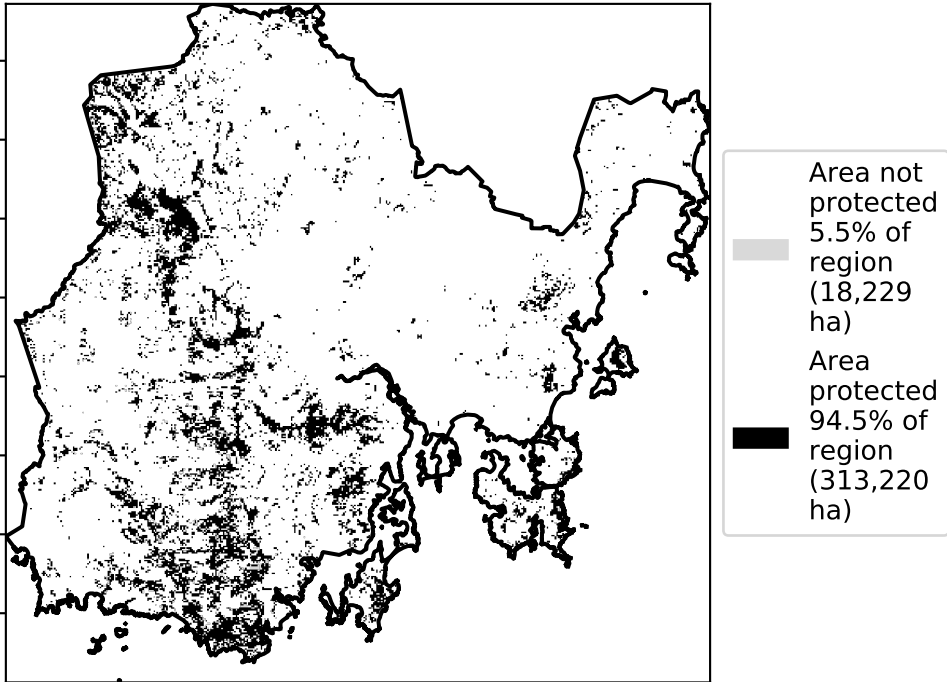 Area not
protected
5.5% of
region
(18,229
ha)
Area
protected
94.5% of
region
(313,220
ha)